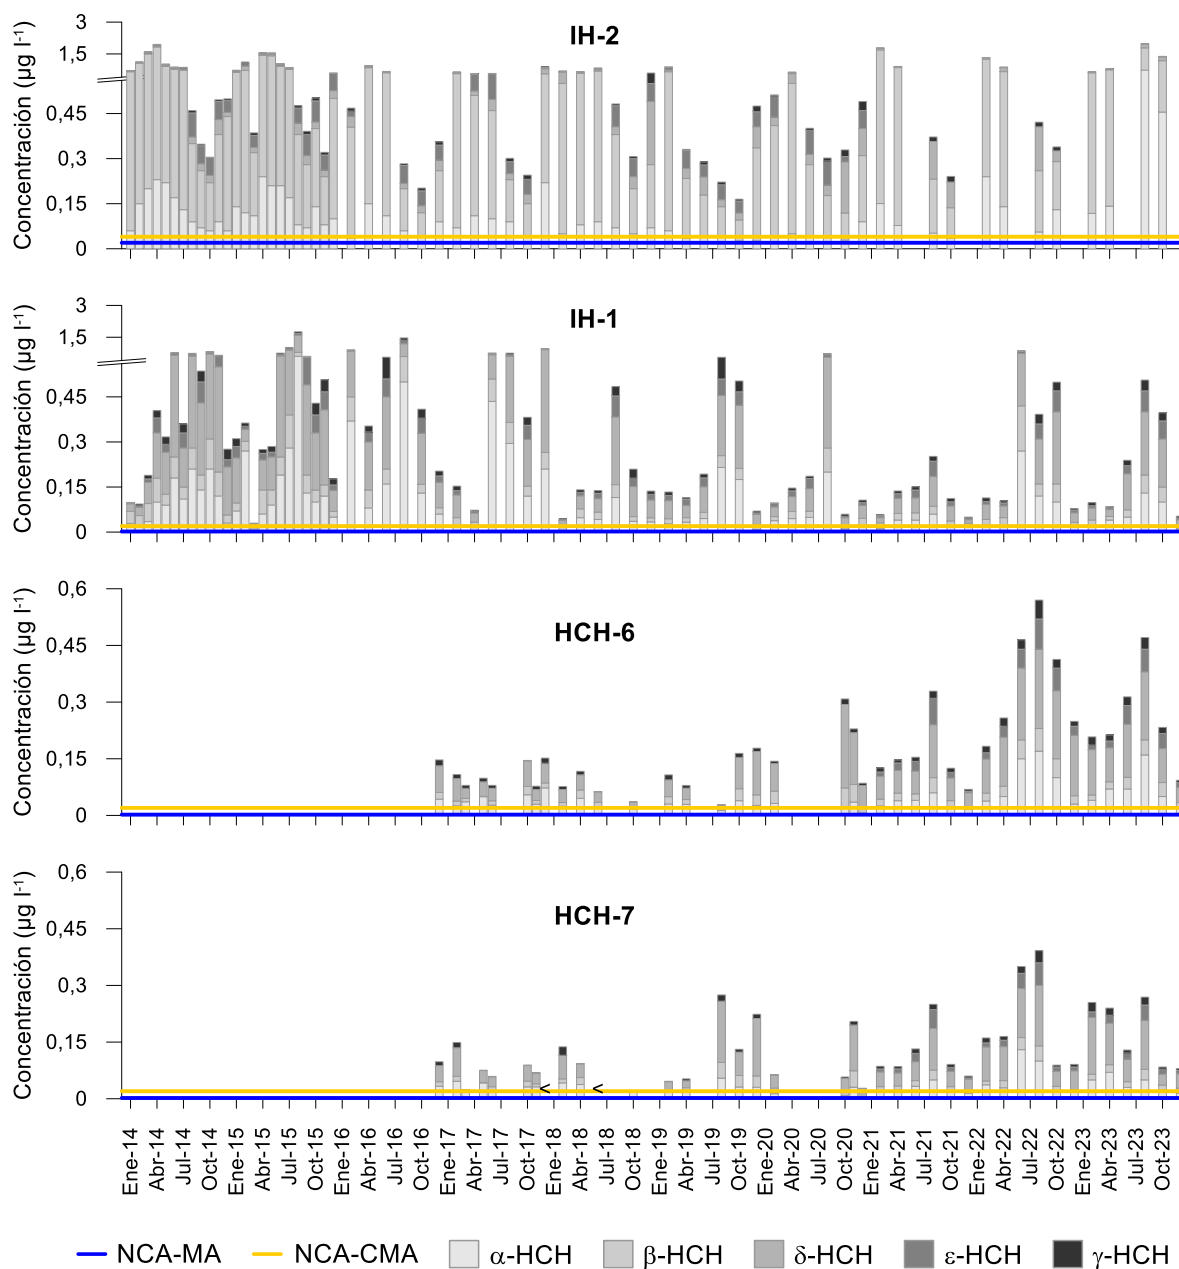 IH-2
Concentración (µg l⁻¹)
3
1.5
0.45
0.3
0.15
0
IH-1
Concentración (µg l⁻¹)
3
1,5
0.45
0.3
0.15
0
HCH-6
Concentración (µg l⁻¹)
0,6
0.45
0,3
0.15
0
HCH-7
Concentración (µg l⁻¹)
0,6
0.45
0,3
0.15
0
<
<
Ene-14
Abr-14
Jul-14
Oct-14
Ene-15
Abr-15
Jul-15
Oct-15
Ene-16
Abr-16
Jul-16
Oct-16
Ene-17
Abr-17
Jul-17
Oct-17
Ene-18
Abr-18
Jul-18
Oct-18
Ene-19
Abr-19
Jul-19
Oct-19
Ene-20
Abr-20
Jul-20
Oct-20
Ene-21
Abr-21
Jul-21
Oct-21
Ene-22
Abr-22
Jul-22
Oct-22
Ene-23
Abr-23
Jul-23
Oct-23
NCA-MA NCA-CMA α-HCH β-HCH δ-HCH ε-HCH γ-HCH